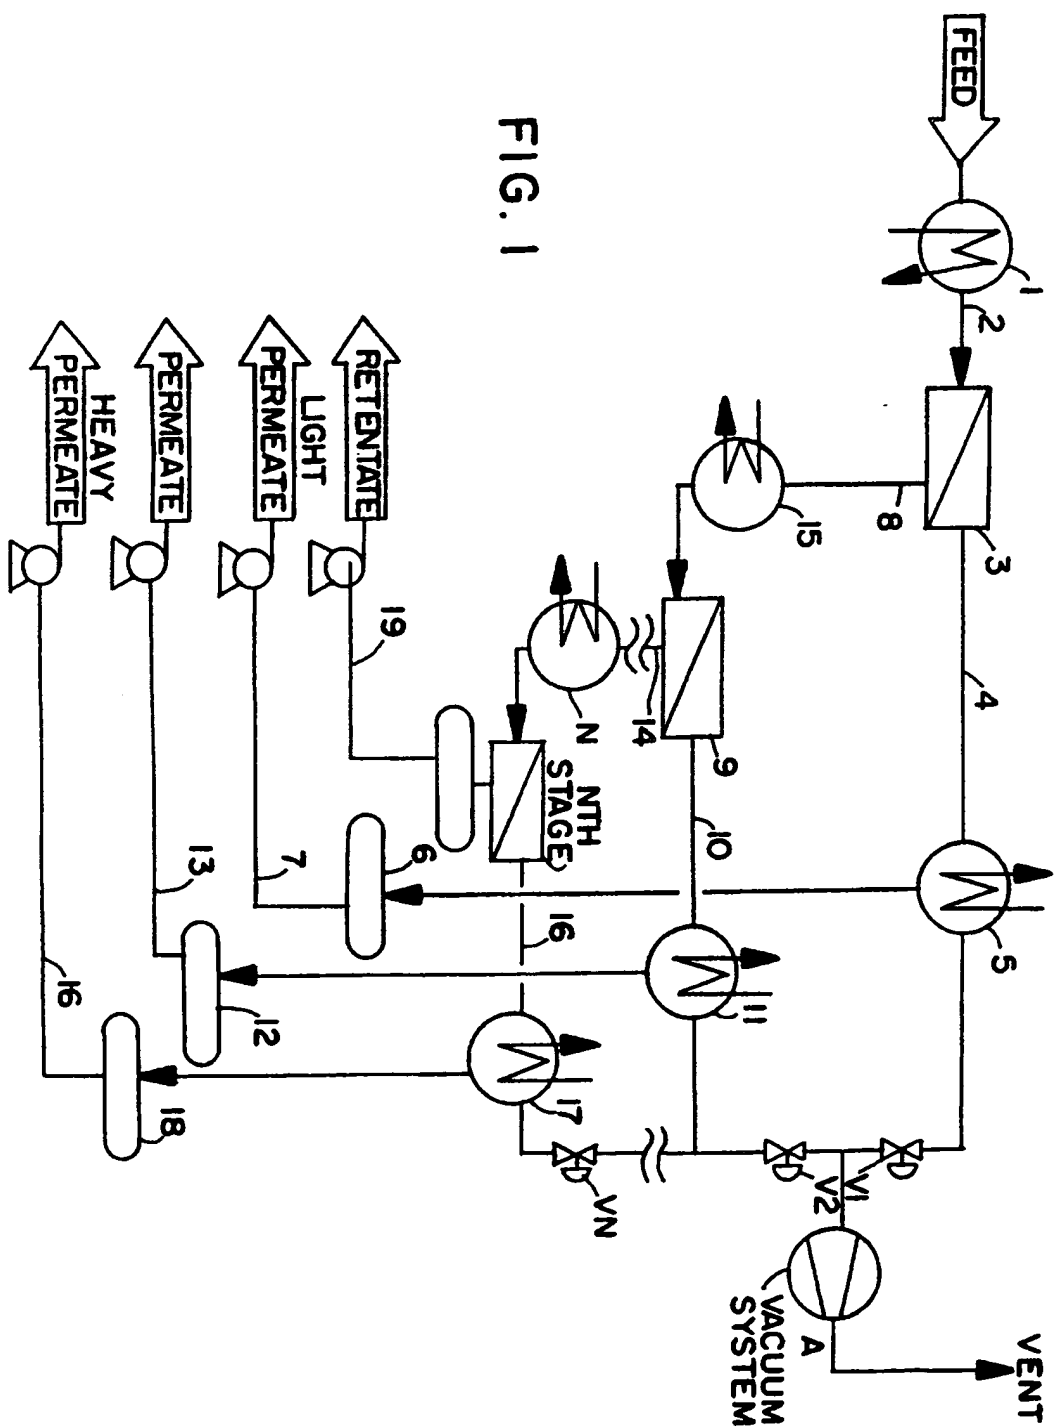 FIG. 1
FEED
1
2
3
4
5
8
15
9
10
11
14
N
NTH
STAGE
16
17
19
6
7
13
12
16
18
RETENTATE
LIGHT
PERMEATE
PERMEATE
HEAVY
PERMEATE
V1
V2
VN
VACUUM
SYSTEM
A
VENT